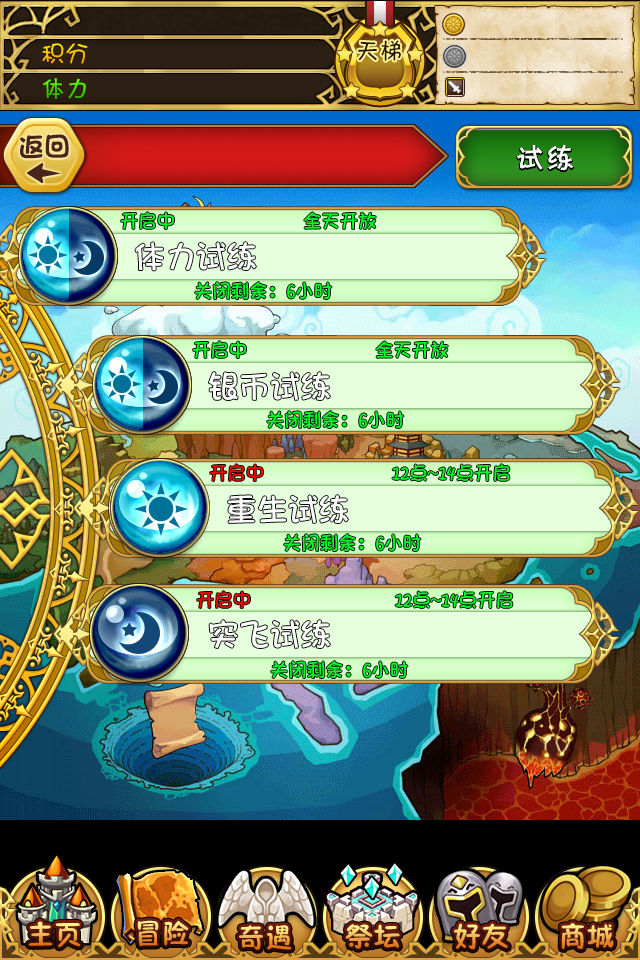 积分
体力
天梯
返回
试练
开启中 全天开放
体力试练
关闭剩余：6小时
开启中 全天开放
银币试练
关闭剩余：6小时
开启中 12点~14点开启
重生试练
关闭剩余：6小时
开启中 12点~14点开启
突飞试练
关闭剩余：6小时
主页 冒险 奇遇 祭坛 好友 商城